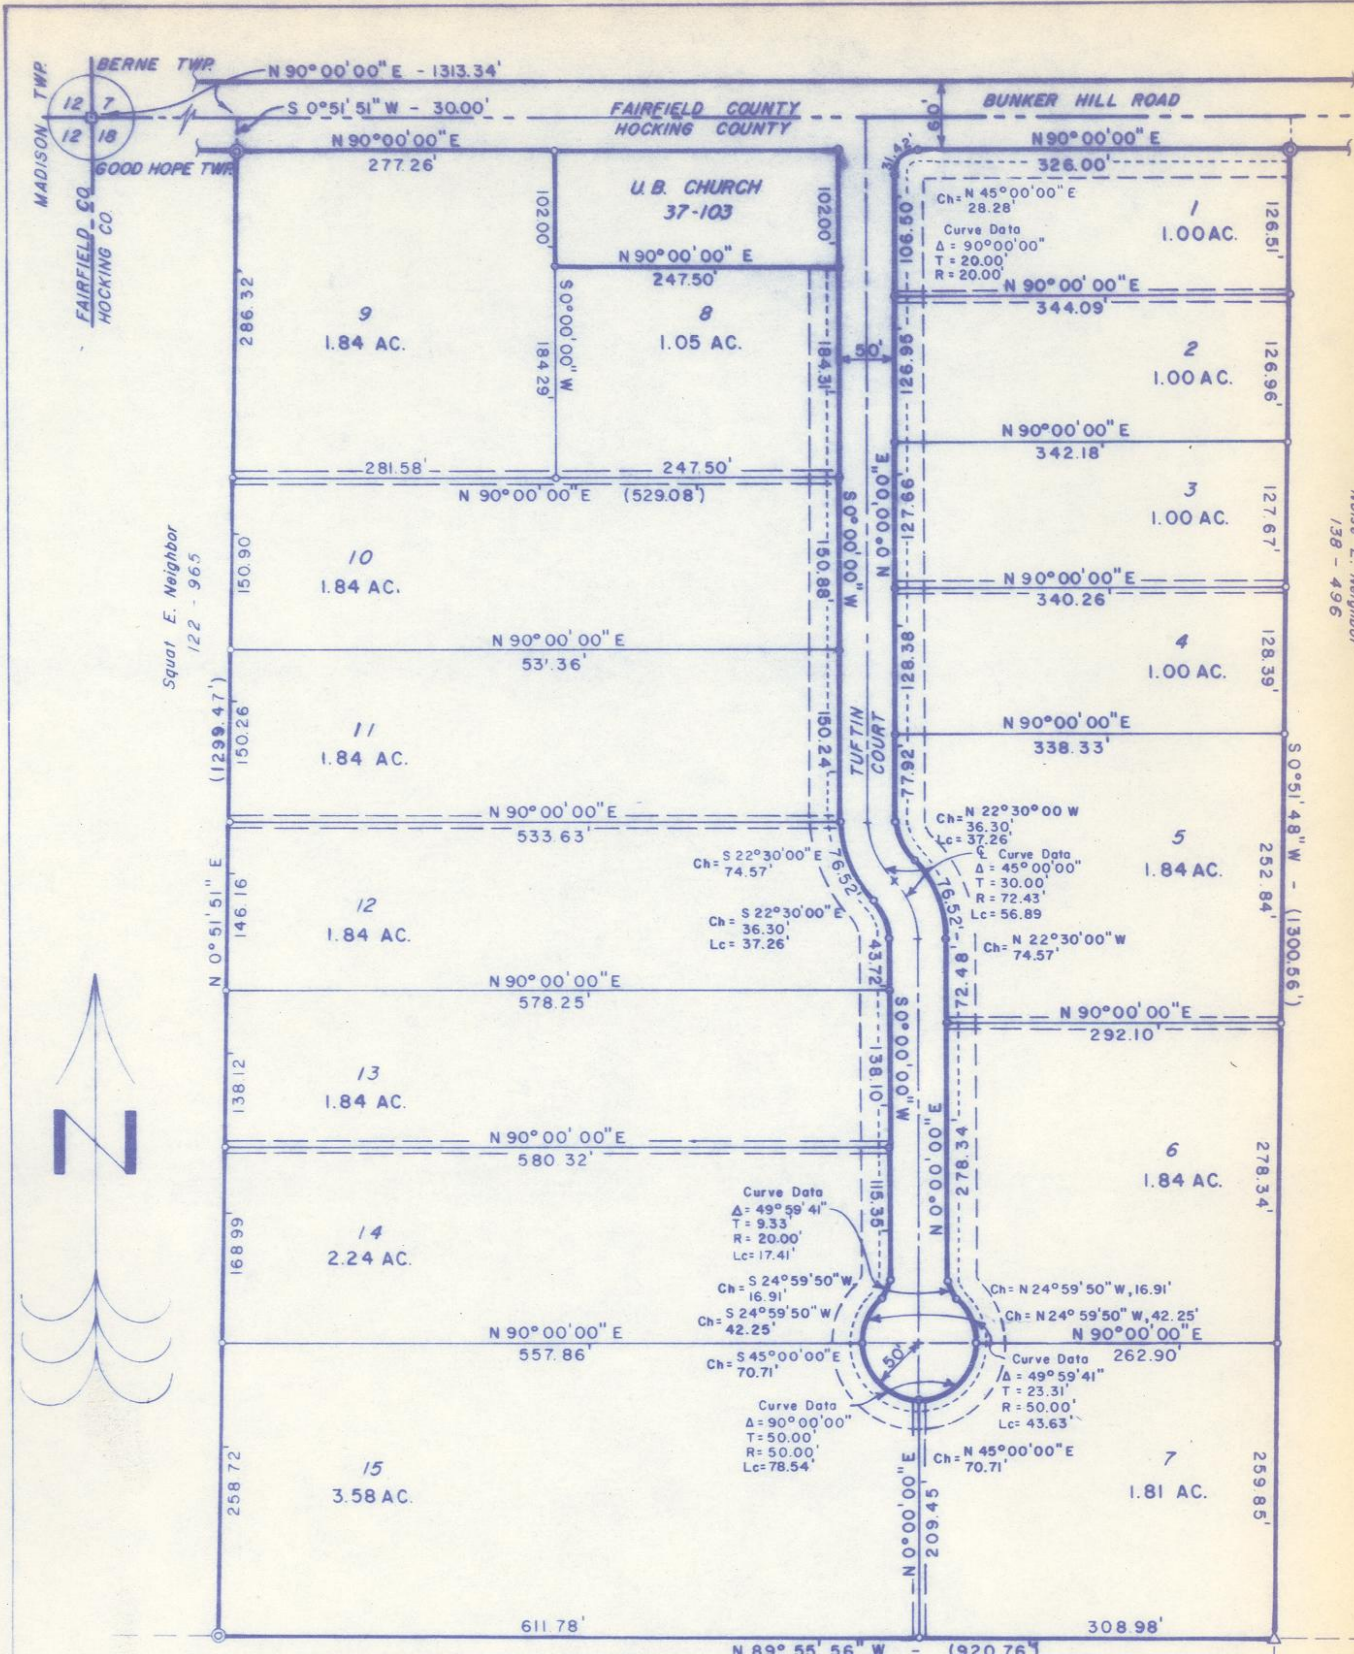 MADISON TWP.
BERNE TWP.
12 7
12 18
GOOD HOPE TWP.
FAIRFIELD CO.
HOCKING CO.
N 90° 00' 00" E - 1313.34'
S 0° 51' 51" W - 30.00'
FAIRFIELD COUNTY
HOCKING COUNTY
BUNKER HILL ROAD
60'
N 90° 00' 00" E
277.26'
N 90° 00' 00" E
326.00'
31.42'
U. B. CHURCH
37-103
102.00'
102.00'
N 90° 00' 00" E
247.50'
Ch= N 45° 00' 00" E
28.28'
Curve Data
Δ = 90° 00' 00"
T = 20.00'
R = 20.00'
106.50'
1
1.00 AC.
126.51'
N 90° 00' 00" E
344.09'
286.32'
9
1.84 AC.
S 0° 00' 00" W
184.29'
8
1.05 AC.
184.31'
50'
126.95'
2
1.00 AC.
126.96'
N 90° 00' 00" E
342.18'
281.58'
247.50'
N 90° 00' 00" E (529.08')
S 0° 00' 00" W
N 0° 00' 00" E
127.66'
3
1.00 AC.
127.67'
138 - 496
Squat E. Neighbor
122 - 965
150.90'
10
1.84 AC.
150.88'
N 90° 00' 00" E
340.26'
N 90° 00' 00" E
53'.36'
128.38'
4
1.00 AC.
128.39'
(1299.47')
150.26'
11
1.84 AC.
150.24'
TUFTIN
COURT
N 90° 00' 00" E
338.33'
77.92'
S 0° 51' 48" W - (1300.56')
N 90° 00' 00" E
533.63'
Ch= N 22° 30' 00 W
36.30'
Lc= 37.26'
℄ Curve Data
Δ = 45° 00' 00"
T = 30.00'
R = 72.43'
Lc= 56.89
5
1.84 AC.
252.84'
Ch= S 22° 30' 00" E
74.57'
76.52'
76.52'
N 0° 51' 51" E
146.16'
12
1.84 AC.
Ch= S 22° 30' 00" E
36.30'
Lc= 37.26'
43.72'
72.48'
Ch= N 22° 30' 00" W
74.57'
N 90° 00' 00" E
578.25'
N 90° 00' 00" E
292.10'
S 0° 00' 00" W
138.12'
13
1.84 AC.
138.10'
N 0° 00' 00" E
278.34'
6
1.84 AC.
278.34'
N 90° 00' 00" E
580.32'
168.99'
14
2.24 AC.
Curve Data
Δ = 49° 59' 41"
T = 9.33'
R = 20.00'
Lc= 17.41'
115.35'
Ch= S 24° 59' 50" W,
16.91'
Ch= N 24° 59' 50" W, 16.91'
Ch= S 24° 59' 50" W
42.25'
Ch= N 24° 59' 50" W, 42.25'
N 90° 00' 00" E
557.86'
N 90° 00' 00" E
262.90'
Ch= S 45° 00' 00" E
70.71'
50'
Curve Data
Δ = 49° 59' 41"
T = 23.31'
R = 50.00'
Lc= 43.63'
Curve Data
Δ = 90° 00' 00"
T = 50.00'
R = 50.00'
Lc= 78.54'
Ch= N 45° 00' 00" E
70.71'
258.72'
15
3.58 AC.
N 0° 00' 00" E
209.45'
7
1.81 AC.
259.85'
N
611.78'
308.98'
N 89° 55' 56" W - (920.76')